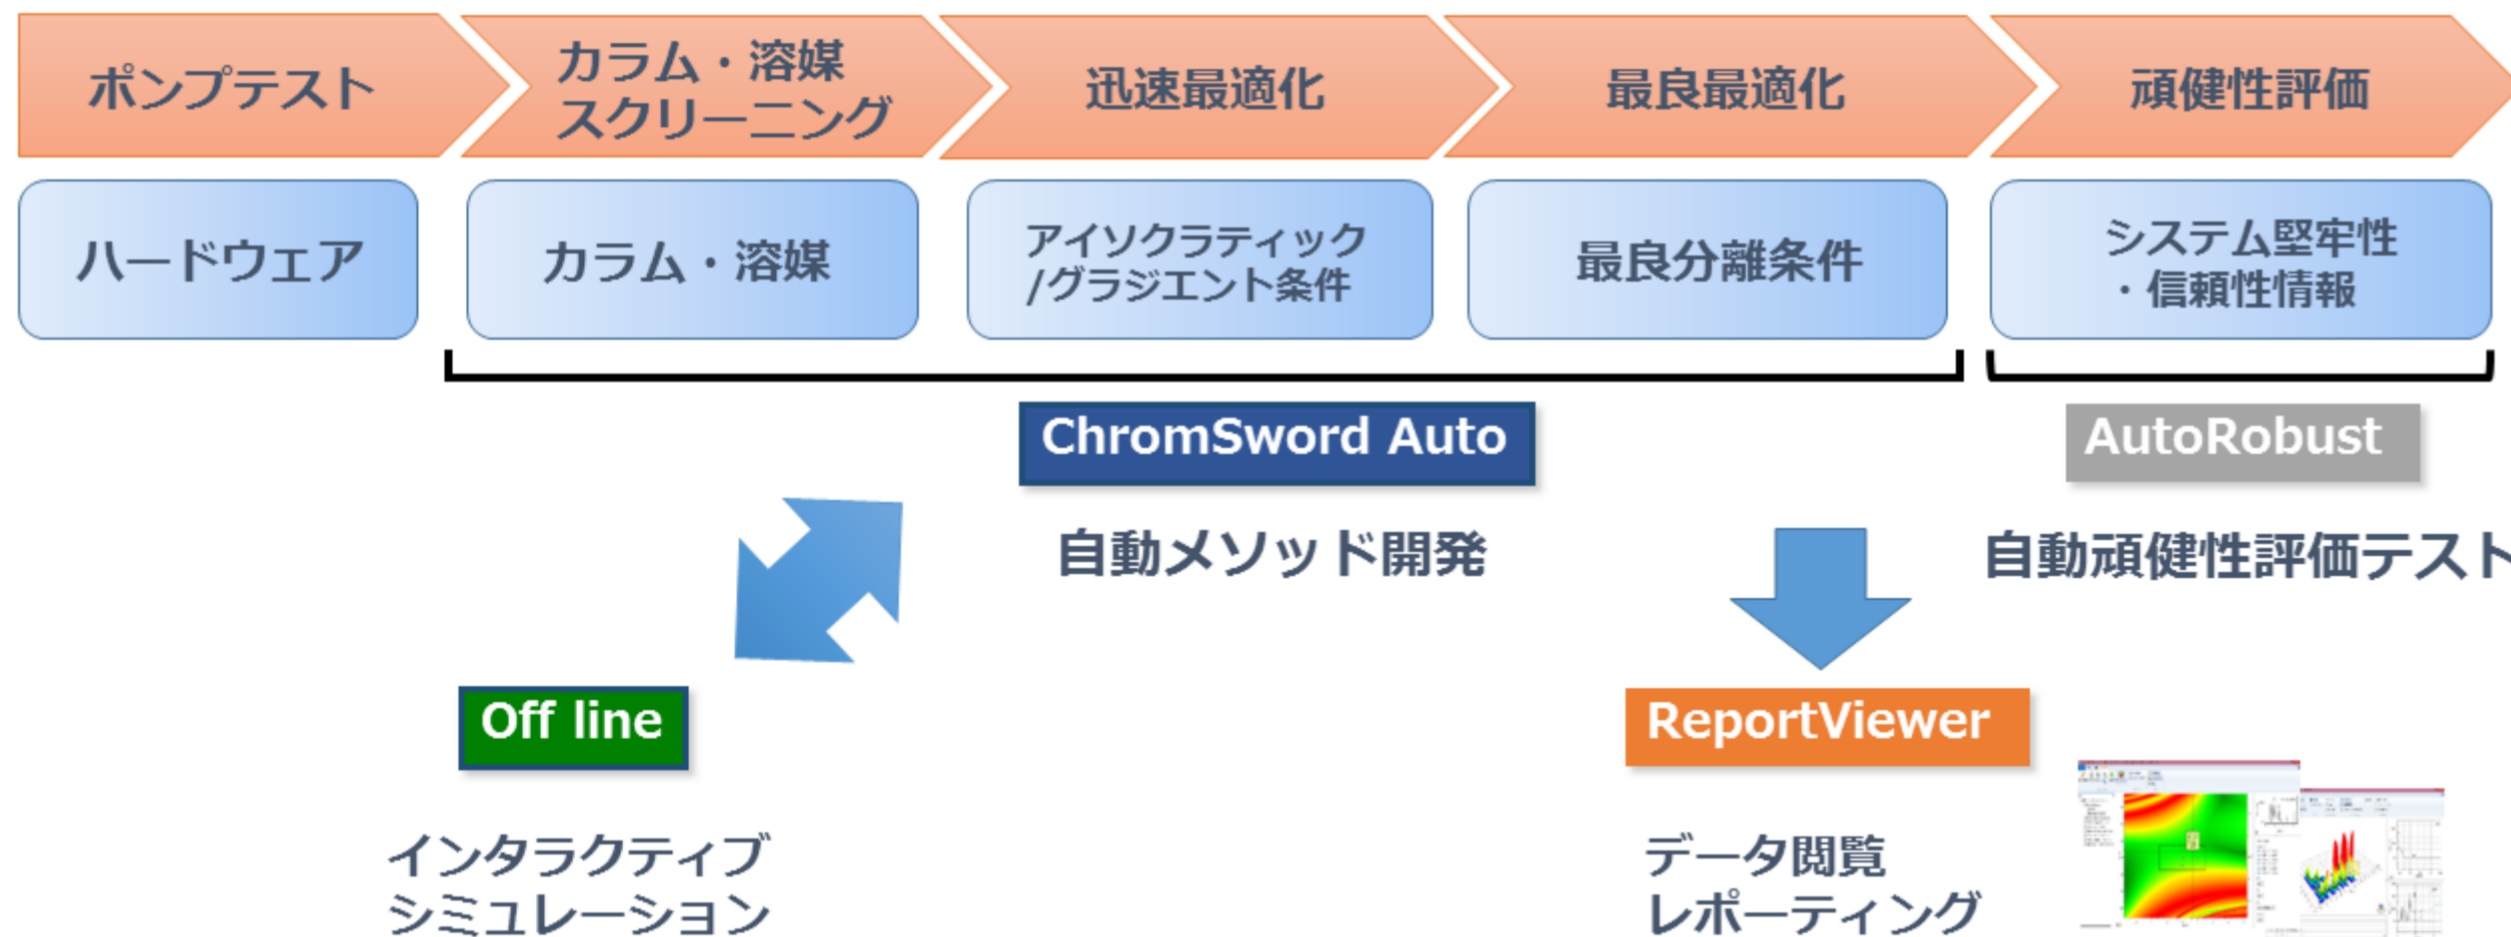 ポンプテスト
カラム・溶媒
スクリーニング
迅速最適化
最良最適化
頑健性評価
ハードウェア
カラム・溶媒
アイソクラティック
/グラジエント条件
最良分離条件
システム堅牢性
・信頼性情報
ChromSword Auto
AutoRobust
自動メソッド開発
自動頑健性評価テスト
Off line
ReportViewer
インタラクティブ
シミュレーション
データ閲覧
レポーティング